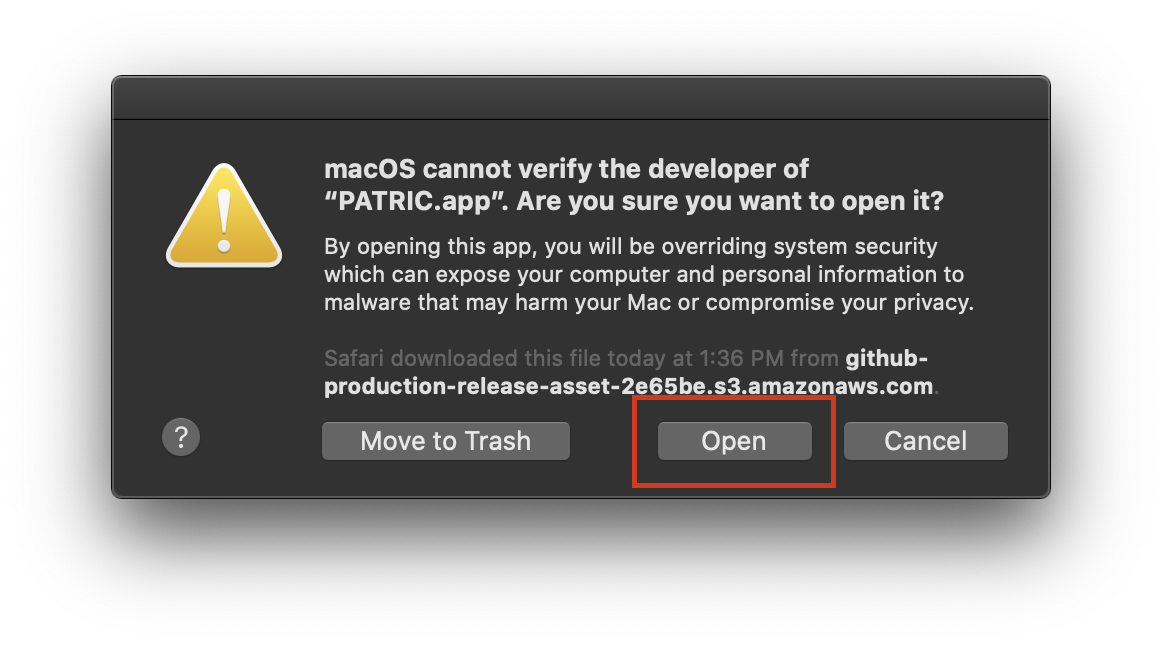 macOS cannot verify the developer of
“PATRIC.app”. Are you sure you want to open it?
By opening this app, you will be overriding system security
which can expose your computer and personal information to
malware that may harm your Mac or compromise your privacy.
Safari downloaded this file today at 1:36 PM from github-
production-release-asset-2e65be.s3.amazonaws.com.
? Move to Trash Open Cancel